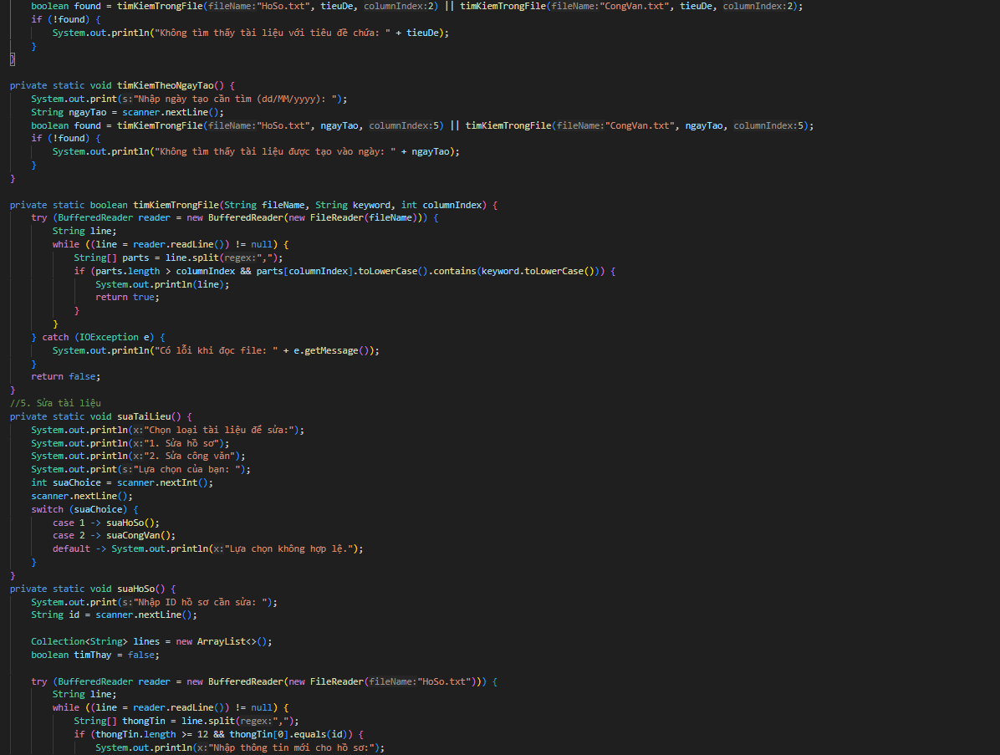 boolean found = timKiemTrongFile(fileName:"HoSo.txt", tieuDe, columnIndex:2) || timKiemTrongFile(fileName:"CongVan.txt", tieuDe, columnIndex:2);
if (!found) {
System.out.println("Không tìm thấy tài liệu với tiêu đề chứa: " + tieuDe);
}
}
private static void timKiemTheoNgayTao() {
System.out.print(s:"Nhập ngày tạo cần tìm (dd/MM/yyyy): ");
String ngayTao = scanner.nextLine();
boolean found = timKiemTrongFile(fileName:"HoSo.txt", ngayTao, columnIndex:5) || timKiemTrongFile(fileName:"CongVan.txt", ngayTao, columnIndex:5);
if (!found) {
System.out.println("Không tìm thấy tài liệu được tạo vào ngày: " + ngayTao);
}
}
private static boolean timKiemTrongFile(String fileName, String keyword, int columnIndex) {
try (BufferedReader reader = new BufferedReader(new FileReader(fileName))) {
String line;
while ((line = reader.readLine()) != null) {
String[] parts = line.split(regex:",");
if (parts.length > columnIndex && parts[columnIndex].toLowerCase().contains(keyword.toLowerCase())) {
System.out.println(line);
return true;
}
}
} catch (IOException e) {
System.out.println("Có lỗi khi đọc file: " + e.getMessage());
}
return false;
}
//5. Sửa tài liệu
private static void suaTaiLieu() {
System.out.println(x:"Chọn loại tài liệu để sửa:");
System.out.println(x:"1. Sửa hồ sơ");
System.out.println(x:"2. Sửa công văn");
System.out.print(s:"Lựa chọn của bạn: ");
int suaChoice = scanner.nextInt();
scanner.nextLine();
switch (suaChoice) {
case 1 -> suaHoSo();
case 2 -> suaCongVan();
default -> System.out.println(x:"Lựa chọn không hợp lệ.");
}
}
private static void suaHoSo() {
System.out.print(s:"Nhập ID hồ sơ cần sửa: ");
String id = scanner.nextLine();
Collection<String> lines = new ArrayList<>();
boolean timThay = false;
try (BufferedReader reader = new BufferedReader(new FileReader(fileName:"HoSo.txt"))) {
String line;
while ((line = reader.readLine()) != null) {
String[] thongTin = line.split(regex:",");
if (thongTin.length >= 12 && thongTin[0].equals(id)) {
System.out.println(x:"Nhập thông tin mới cho hồ sơ:");